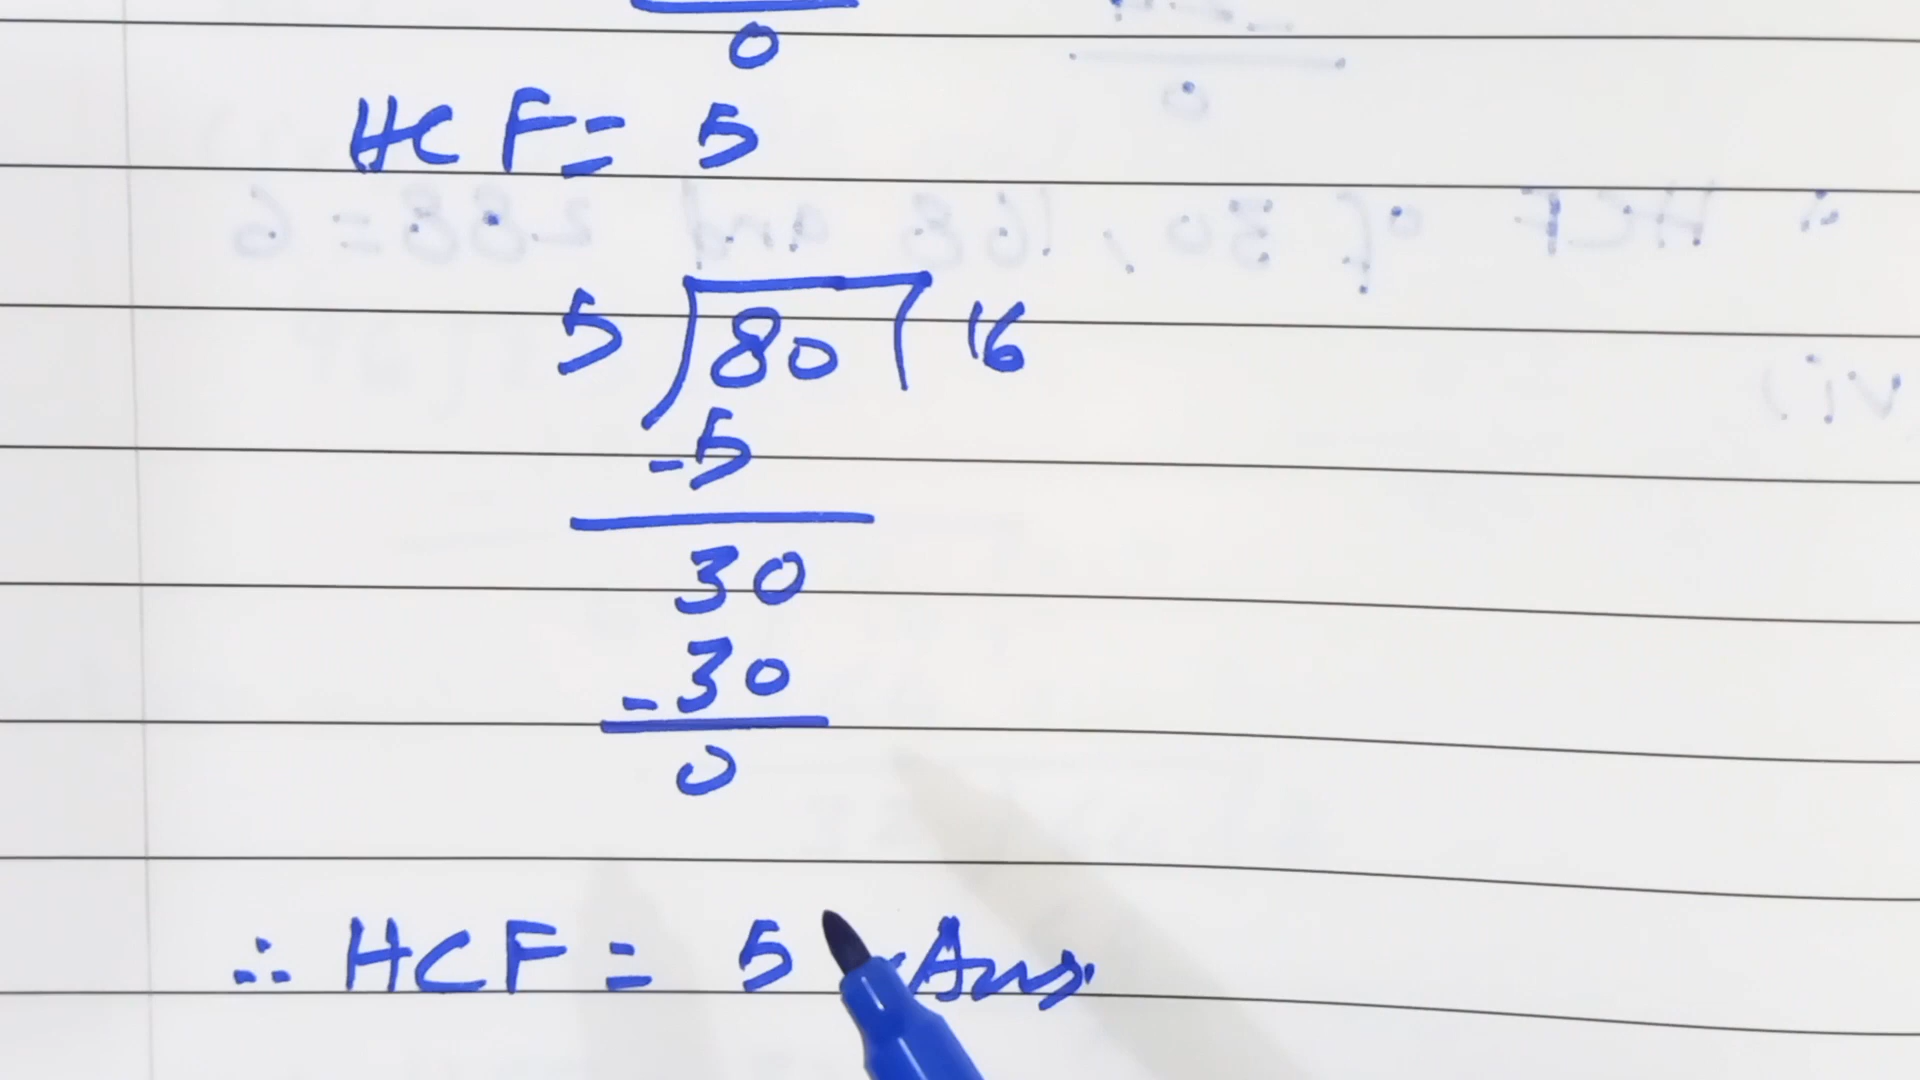 0
HCF = 5
5 ) 80 ( 16
-5
30
-30
0
∴ HCF = 5 Ans